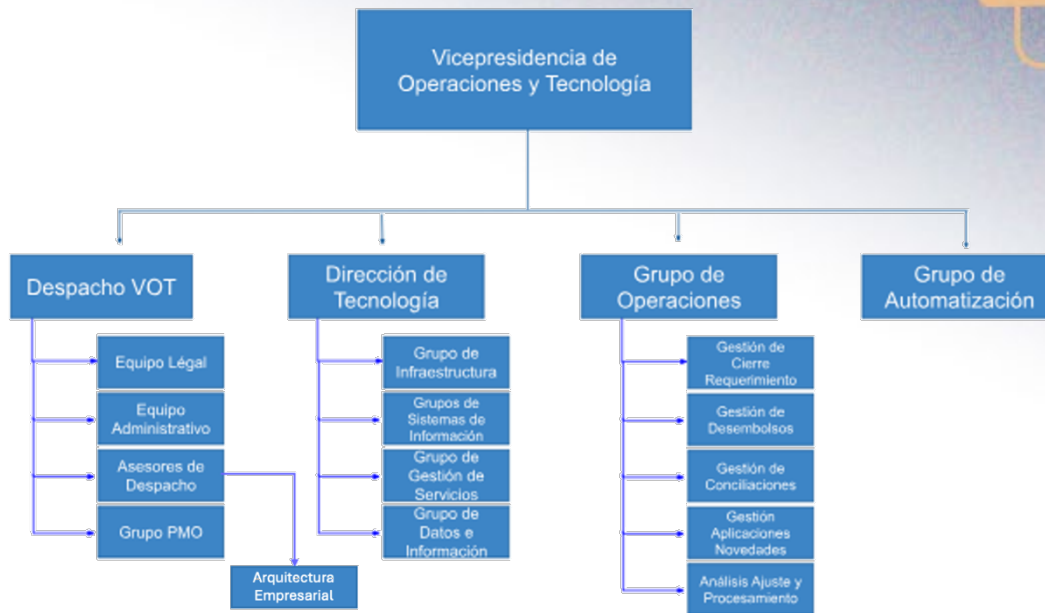 Vicepresidencia de
Operaciones y Tecnología
Despacho VOT
Dirección de
Tecnología
Grupo de
Operaciones
Grupo de
Automatización
Equipo Légal
Equipo
Administrativo
Asesores de
Despacho
Grupo PMO
Arquitectura
Empresarial
Grupo de
Infraestructura
Grupos de
Sistemas de
Información
Grupo de
Gestión de
Servicios
Grupo de
Datos e
Información
Gestión de
Cierre
Requerimiento
Gestión de
Desembolsos
Gestión de
Conciliaciones
Gestión
Aplicaciones
Novedades
Análisis Ajuste y
Procesamiento